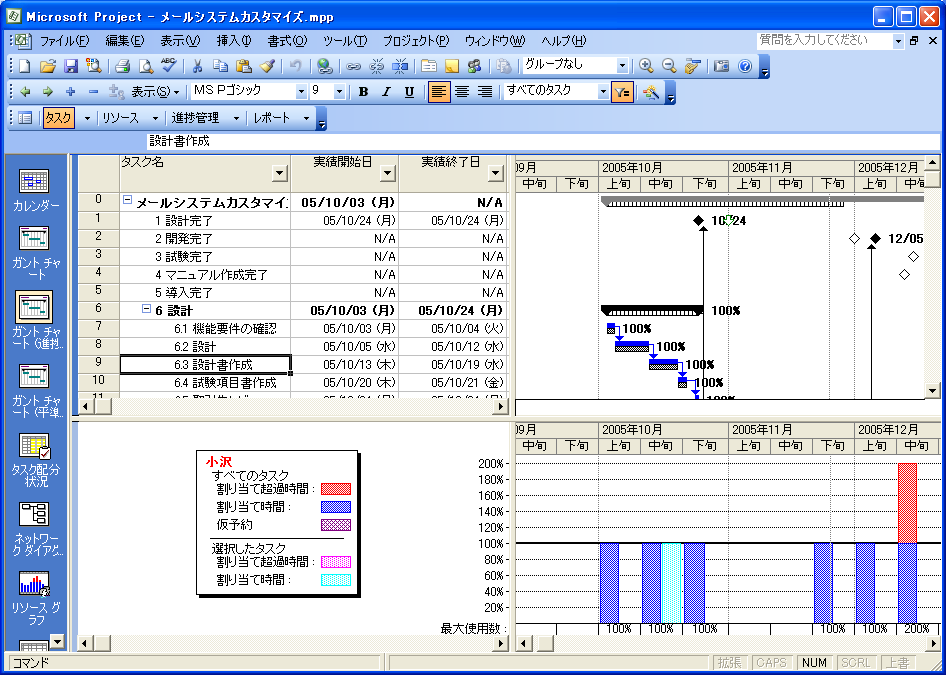 Microsoft Project - メールシステムカスタマイズ.mpp
ファイル(F) 編集(E) 表示(V) 挿入(I) 書式(O) ツール(T) プロジェクト(P) ウィンドウ(W) ヘルプ(H) 質問を入力してください
グループなし
表示(S) MS Pゴシック 9 B I U すべてのタスク
タスク リソース 進捗管理 レポート
設計書作成
タスク名 実績開始日 実績終了日
0 メールシステムカスタマイ 05/10/03 (月) N/A
1 1 設計完了 05/10/24 (月) 05/10/24 (月)
2 2 開発完了 N/A N/A
3 3 試験完了 N/A N/A
4 4 マニュアル作成完了 N/A N/A
5 5 導入完了 N/A N/A
6 6 設計 05/10/03 (月) 05/10/24 (月)
7 6.1 機能要件の確認 05/10/03 (月) 05/10/04 (火)
8 6.2 設計 05/10/05 (水) 05/10/12 (水)
9 6.3 設計書作成 05/10/13 (木) 05/10/19 (水)
10 6.4 試験項目書作成 05/10/20 (木) 05/10/21 (金)
09月 2005年10月 2005年11月 2005年12月
中旬 下旬 上旬 中旬 下旬 上旬 中旬 下旬 上旬 中旬
10/24
12/05
100%
100%
100%
100%
100%
100%
カレンダー
ガント チャ
ート
ガント チャ
ート (進捗..
ガント チャ
ート (平準..
タスク配分
状況
ネットワー
ク ダイアグ..
リソース グ
ラフ
小沢
すべてのタスク
割り当て超過時間:
割り当て時間:
仮予約
選択したタスク
割り当て超過時間:
割り当て時間:
09月 2005年10月 2005年11月 2005年12月
中旬 下旬 上旬 中旬 下旬 上旬 中旬 下旬 上旬 中旬
200%
180%
160%
140%
120%
100%
80%
60%
40%
20%
最大使用数: 100% 100% 100% 100% 100% 200%
コマンド 拡張 CAPS NUM SCRL 上書